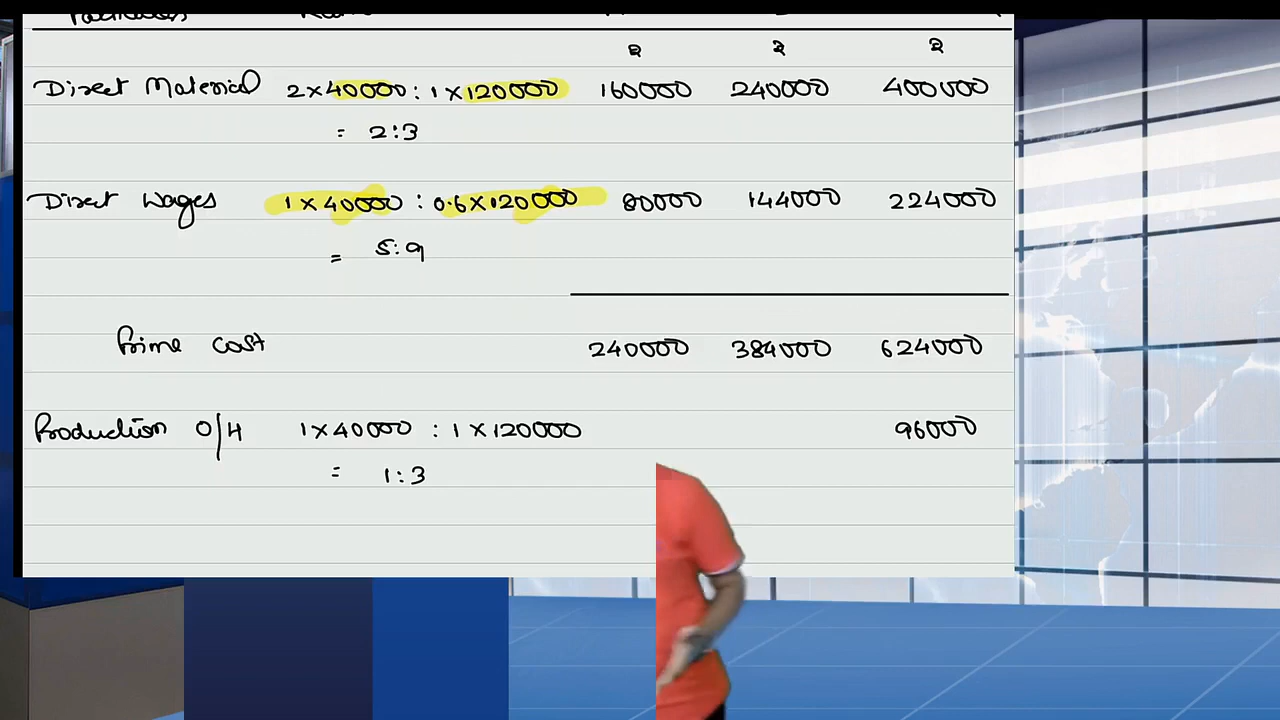 ₹ ₹ ₹
Direct Material 2×40000 : 1×120000 160000 240000 400000
= 2:3
Direct Wages 1×40000 : 0.6×120000 80000 144000 224000
= 5:9
Prime cost 240000 384000 624000
Production O/H 1×40000 : 1×120000 96000
= 1:3